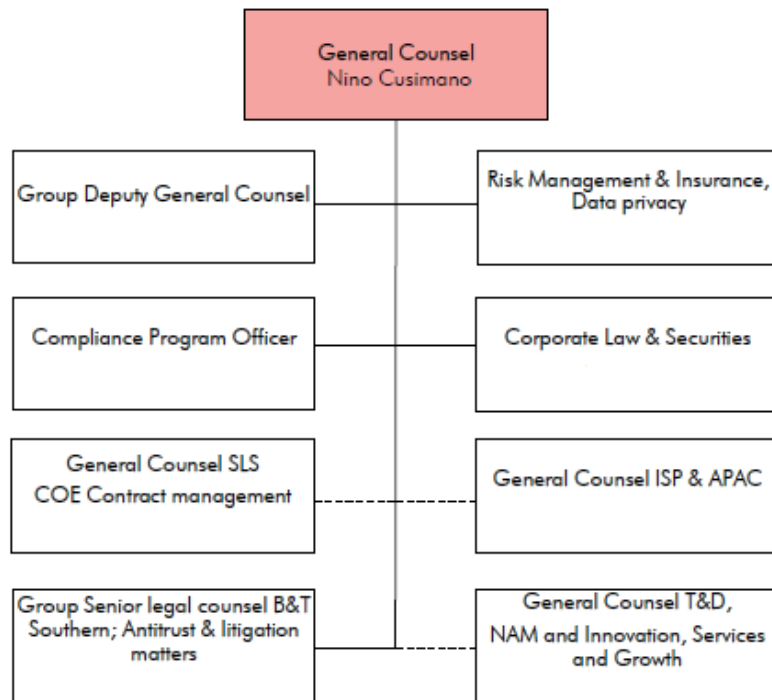 General Counsel
Nino Cusimano
Group Deputy General Counsel
Risk Management & Insurance,
Data privacy
Compliance Program Officer
Corporate Law & Securities
General Counsel SLS
COE Contract management
General Counsel ISP & APAC
Group Senior legal counsel B&T
Southern; Antitrust & litigation
matters
General Counsel T&D,
NAM and Innovation, Services
and Growth